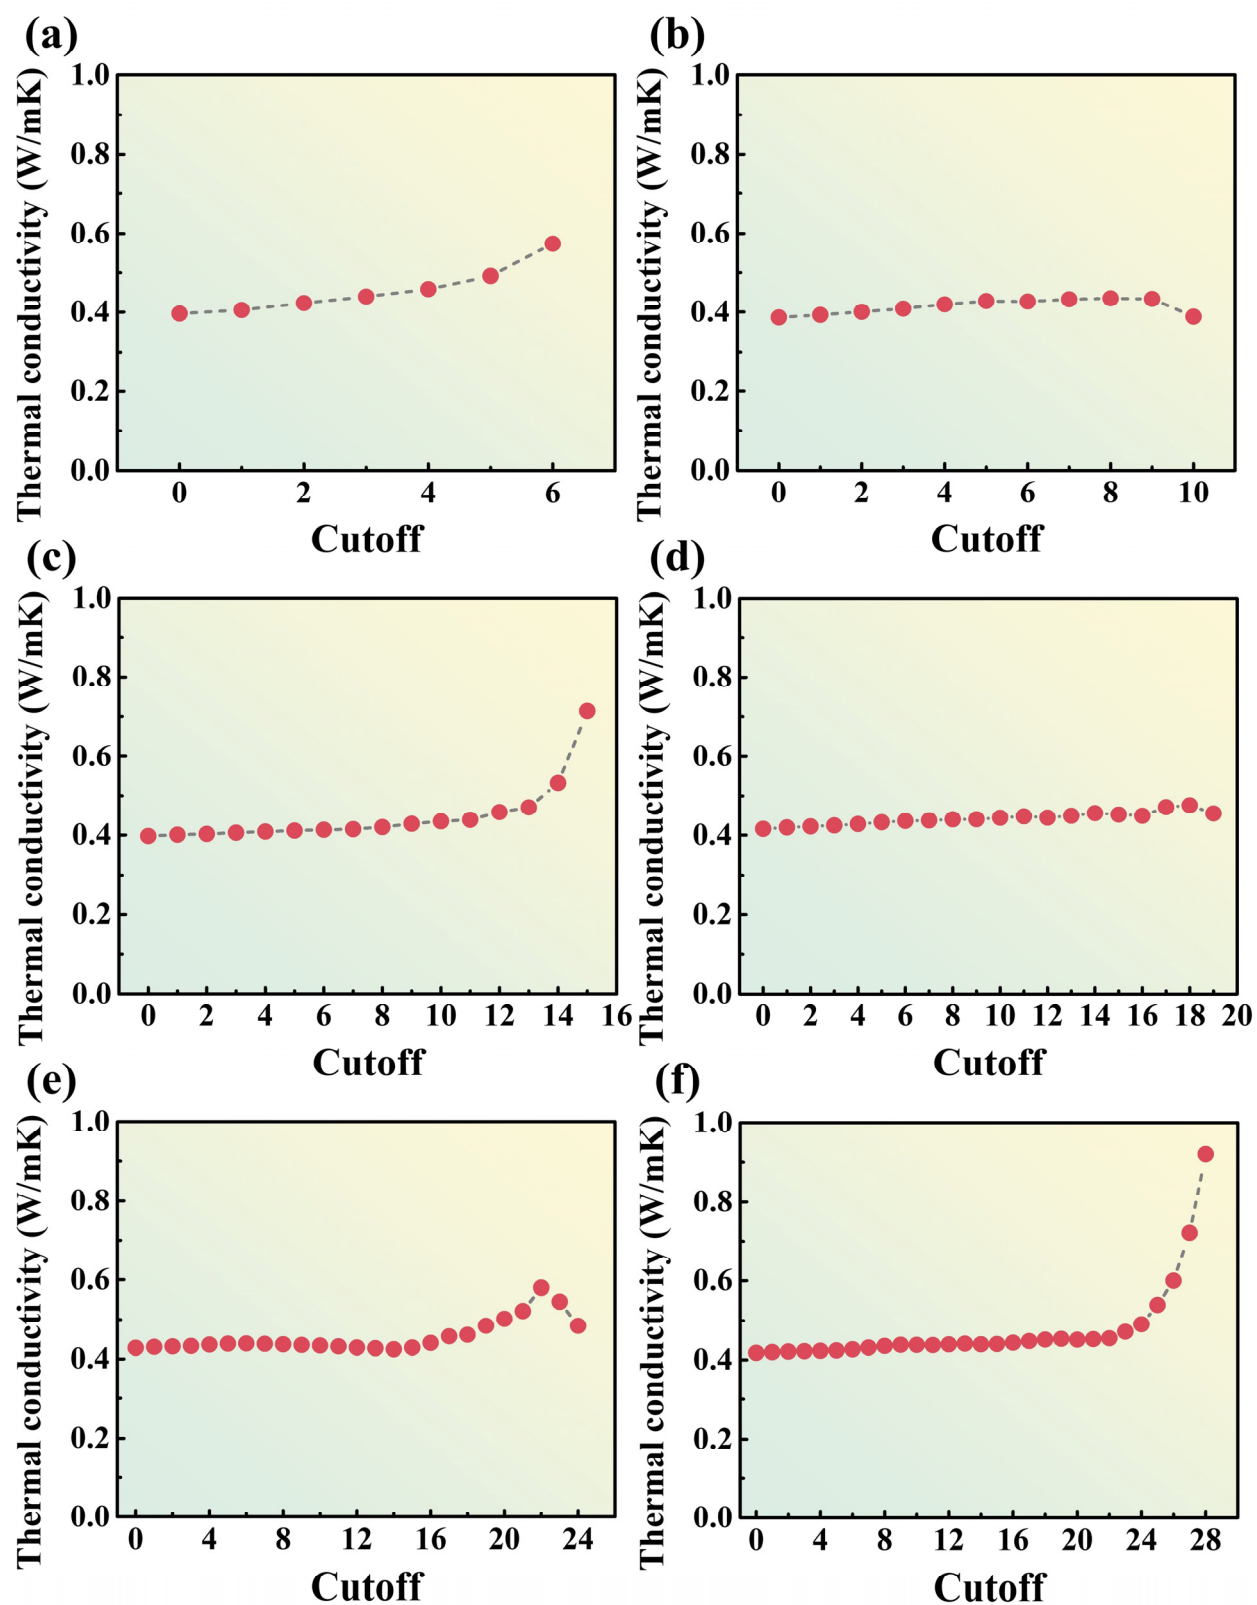 (a)
Thermal conductivity (W/mK)
1.0
0.8
0.6
0.4
0.2
0.0
0 2 4 6
Cutoff
(b)
Thermal conductivity (W/mK)
1.0
0.8
0.6
0.4
0.2
0.0
0 2 4 6 8 10
Cutoff
(c)
Thermal conductivity (W/mK)
1.0
0.8
0.6
0.4
0.2
0.0
0 2 4 6 8 10 12 14 16
Cutoff
(d)
Thermal conductivity (W/mK)
1.0
0.8
0.6
0.4
0.2
0.0
0 2 4 6 8 10 12 14 16 18 20
Cutoff
(e)
Thermal conductivity (W/mK)
1.0
0.8
0.6
0.4
0.2
0.0
0 4 8 12 16 20 24
Cutoff
(f)
Thermal conductivity (W/mK)
1.0
0.8
0.6
0.4
0.2
0.0
0 4 8 12 16 20 24 28
Cutoff